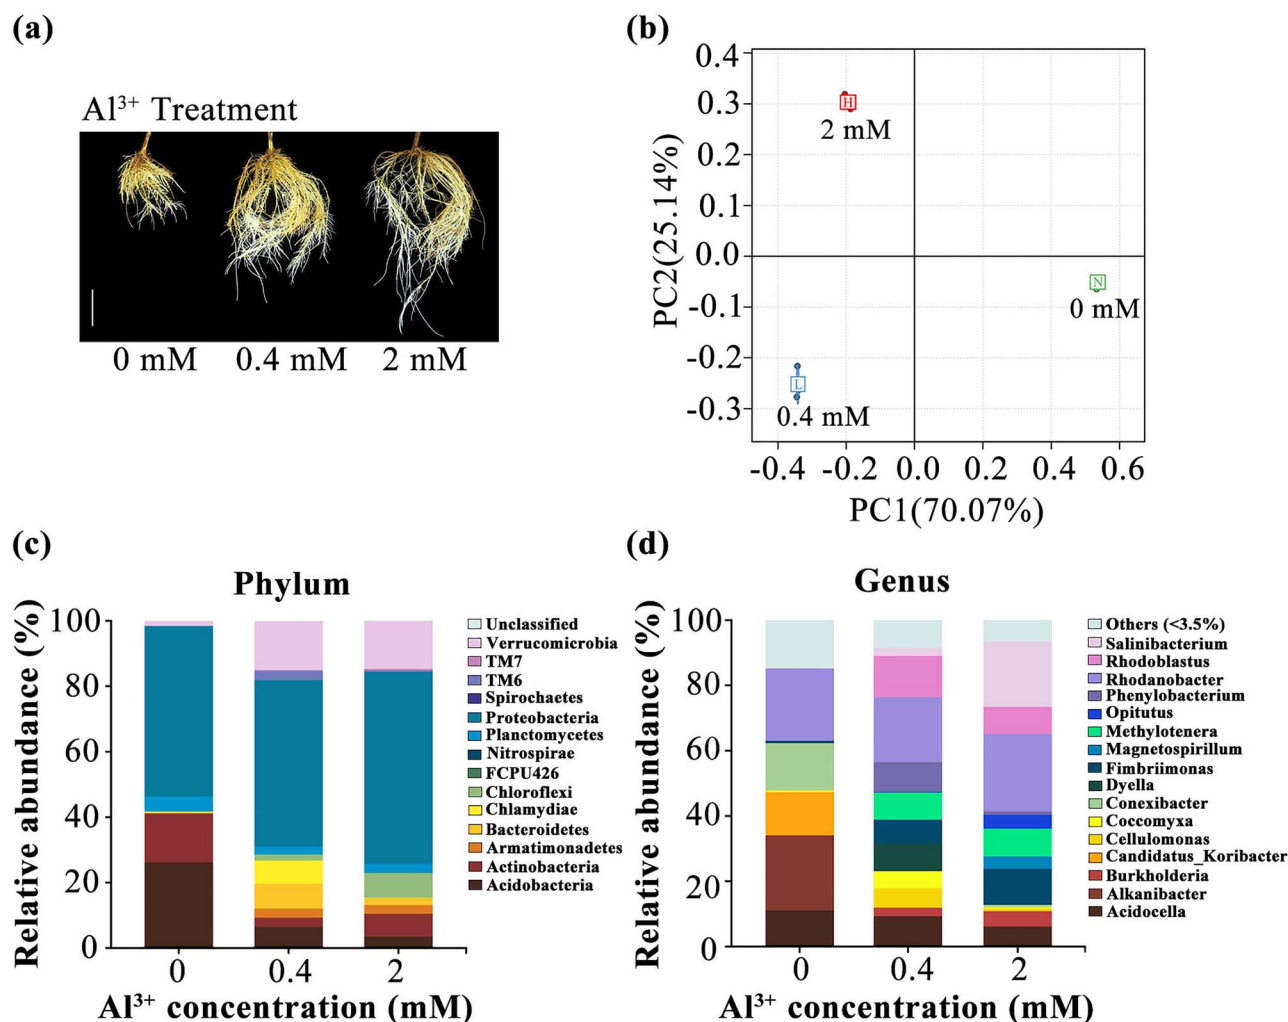 (a)
Al³⁺ Treatment
0 mM 0.4 mM 2 mM
(b)
PC2(25.14%)
0.4
0.3
0.2
0.1
0.0
-0.1
-0.2
-0.3
H
2 mM
N
0 mM
L
0.4 mM
-0.4 -0.2 0.0 0.2 0.4 0.6
PC1(70.07%)
(c)
Phylum
Relative abundance (%)
100
80
60
40
20
0
0 0.4 2
Al³⁺ concentration (mM)
Unclassified
Verrucomicrobia
TM7
TM6
Spirochaetes
Proteobacteria
Planctomycetes
Nitrospirae
FCPU426
Chloroflexi
Chlamydiae
Bacteroidetes
Armatimonadetes
Actinobacteria
Acidobacteria
(d)
Genus
Relative abundance (%)
100
80
60
40
20
0
0 0.4 2
Al³⁺ concentration (mM)
Others (<3.5%)
Salinibacterium
Rhodoblastus
Rhodanobacter
Phenylobacterium
Opitutus
Methylotenera
Magnetospirillum
Fimbriimonas
Dyella
Conexibacter
Coccomyxa
Cellulomonas
Candidatus_Koribacter
Burkholderia
Alkanibacter
Acidocella